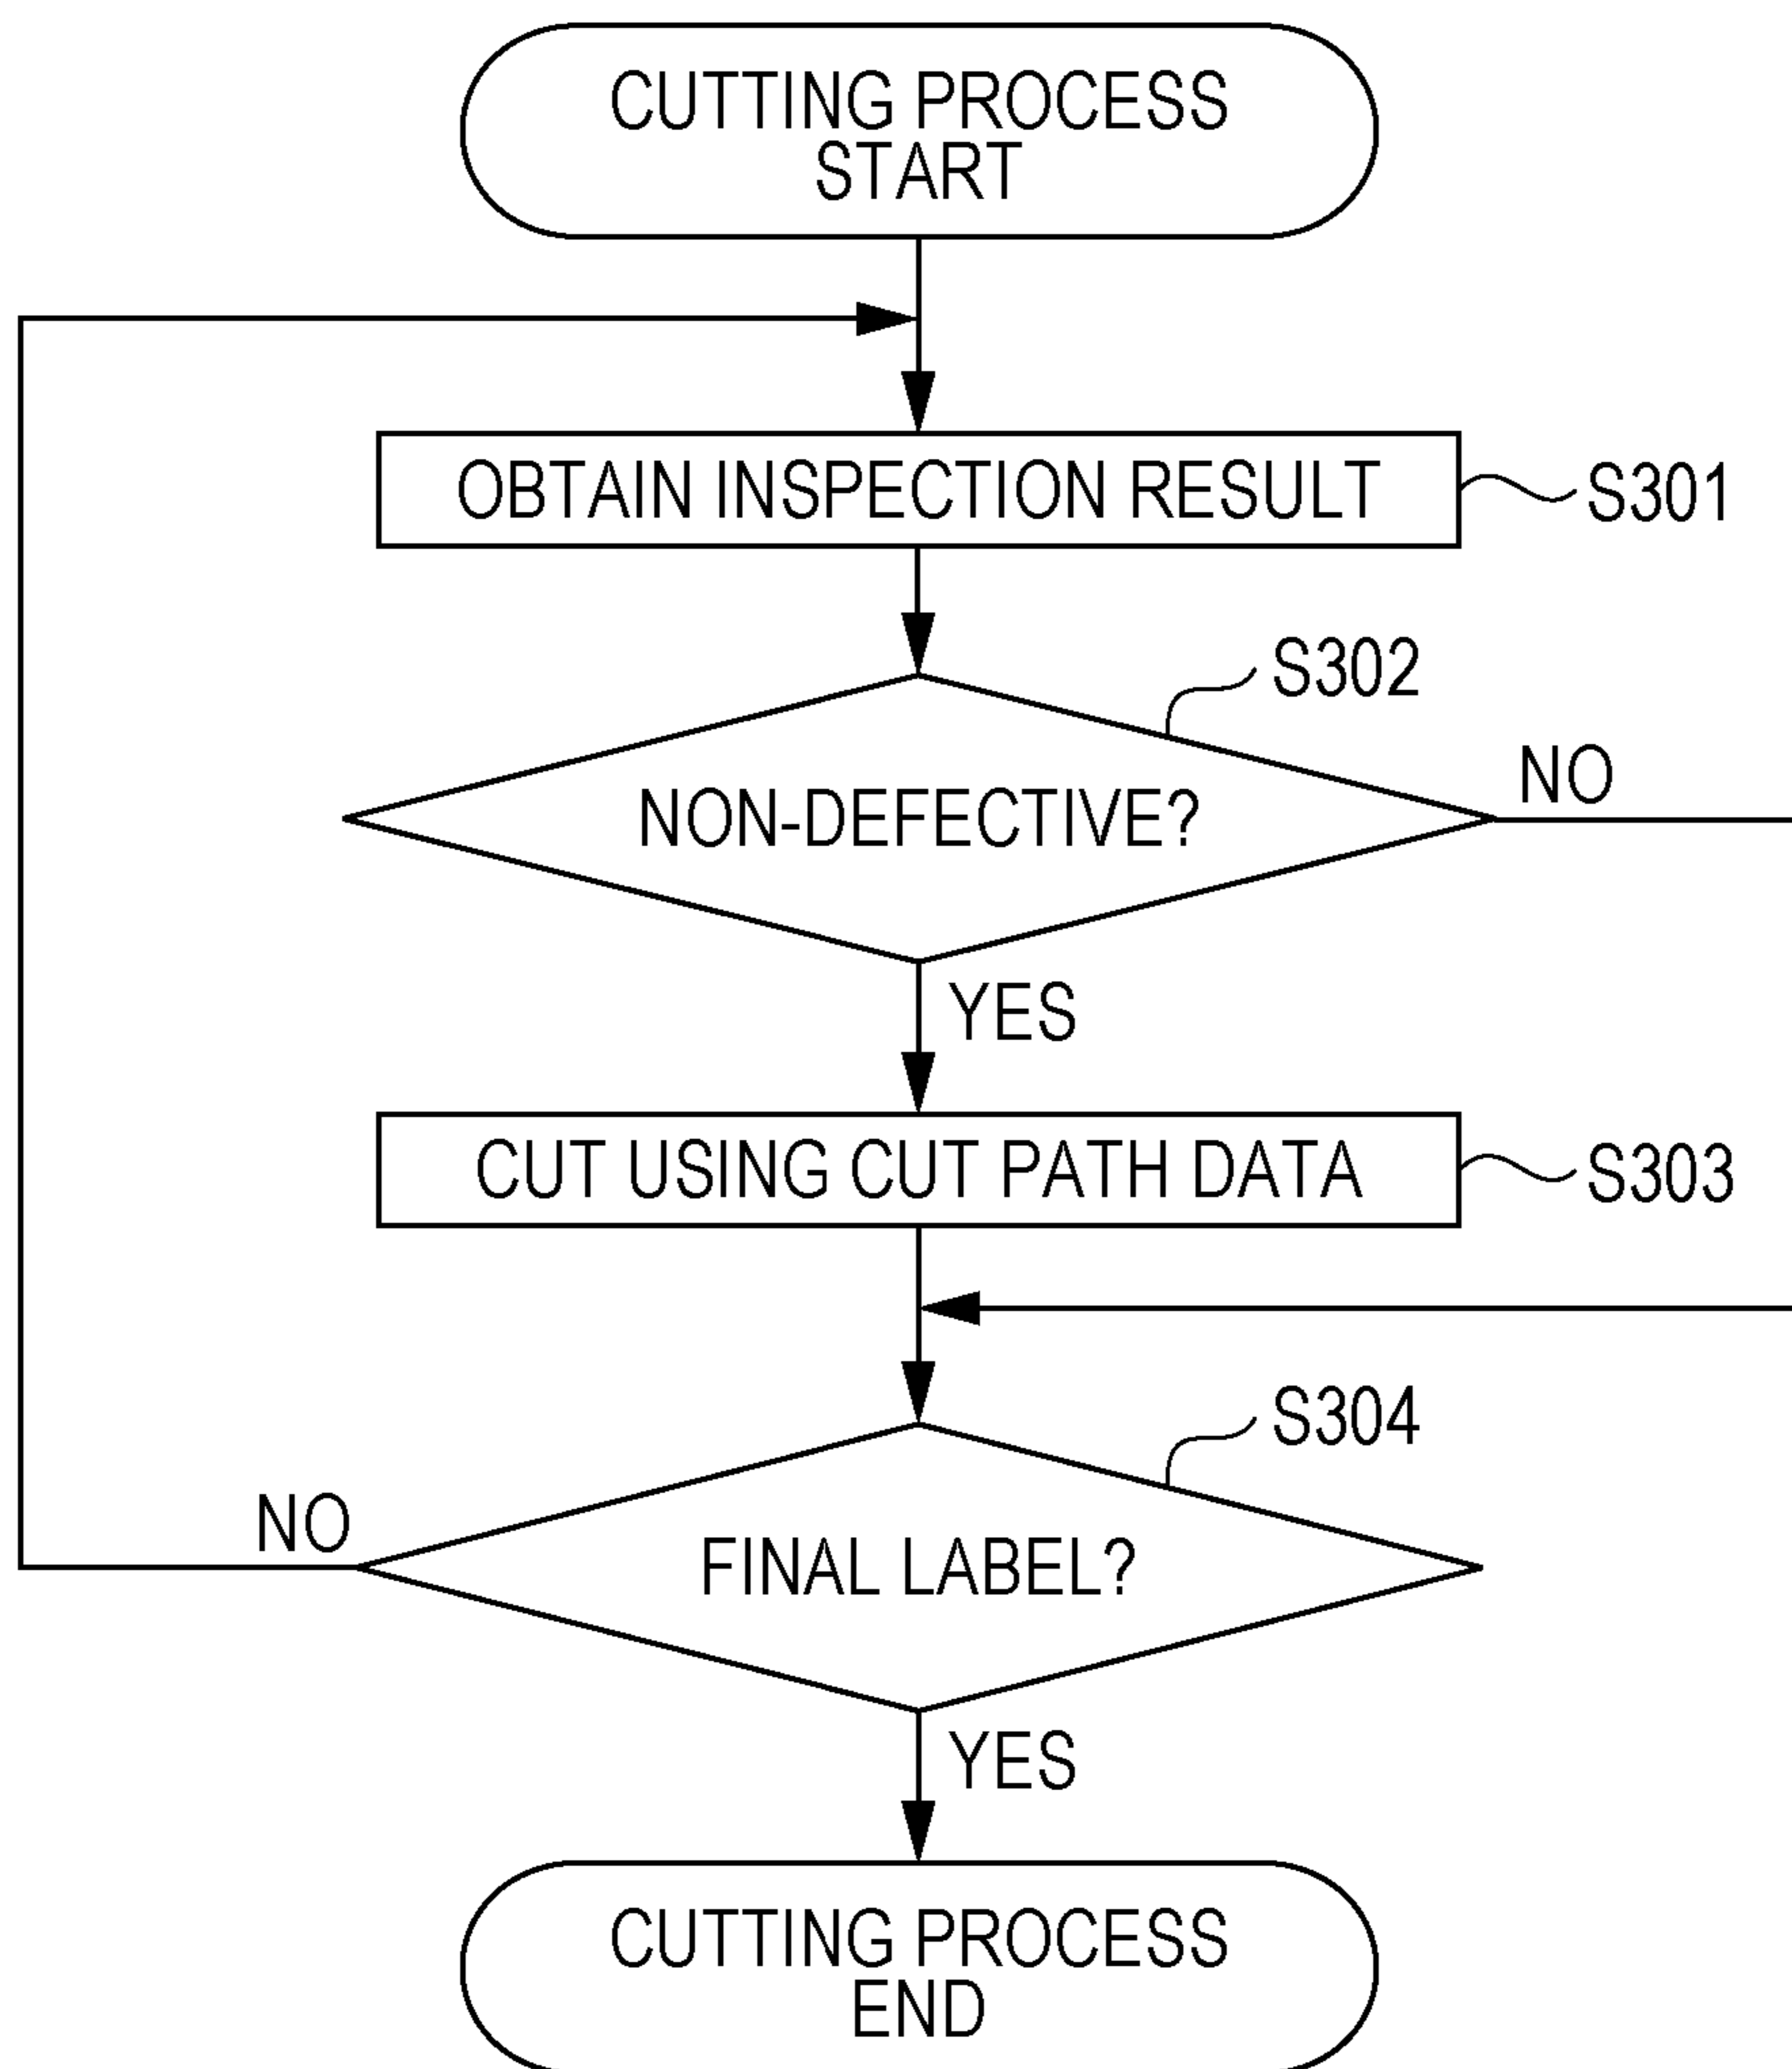 CUTTING PROCESS
START
OBTAIN INSPECTION RESULT
S301
S302
NON-DEFECTIVE?
NO
YES
CUT USING CUT PATH DATA
S303
S304
NO
FINAL LABEL?
YES
CUTTING PROCESS
END